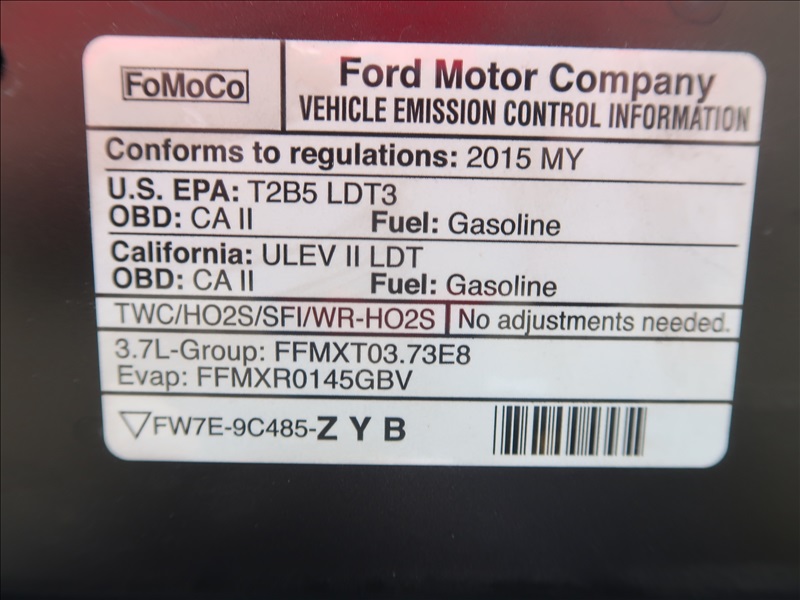 FoMoCo
Ford Motor Company
VEHICLE EMISSION CONTROL INFORMATION
Conforms to regulations: 2015 MY
U.S. EPA: T2B5 LDT3
OBD: CA II Fuel: Gasoline
California: ULEV II LDT
OBD: CA II Fuel: Gasoline
TWC/HO2S/SFI/WR-HO2S No adjustments needed.
3.7L-Group: FFMXT03.73E8
Evap: FFMXR0145GBV
▽FW7E-9C485-Z Y B